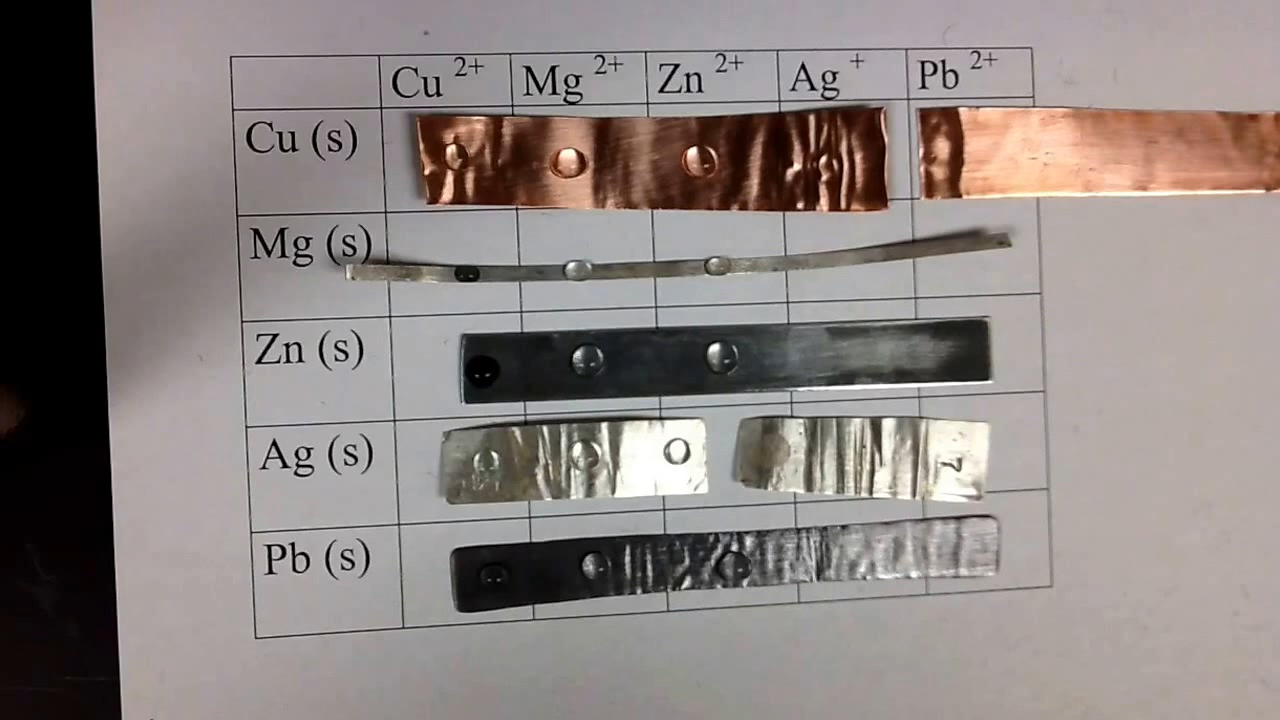 Cu 2+ Mg 2+ Zn 2+ Ag + Pb 2+
Cu (s)
Mg (s)
Zn (s)
Ag (s)
Pb (s)